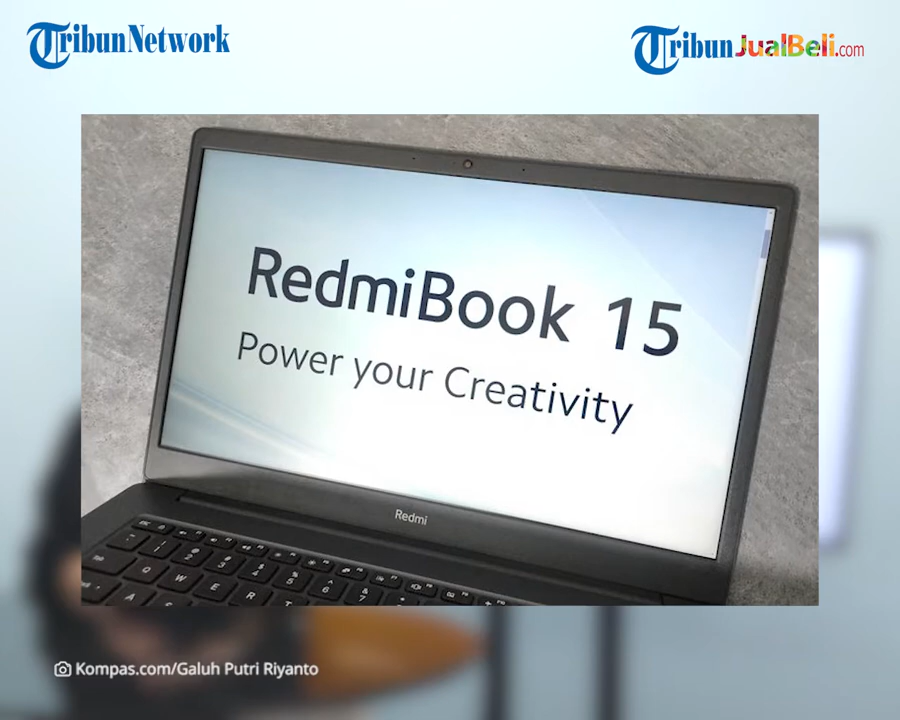 TribunNetwork
TribunJualBeli.com
RedmiBook 15
Power your Creativity
Redmi
Q W E R T
A
Kompas.com/Galuh Putri Riyanto